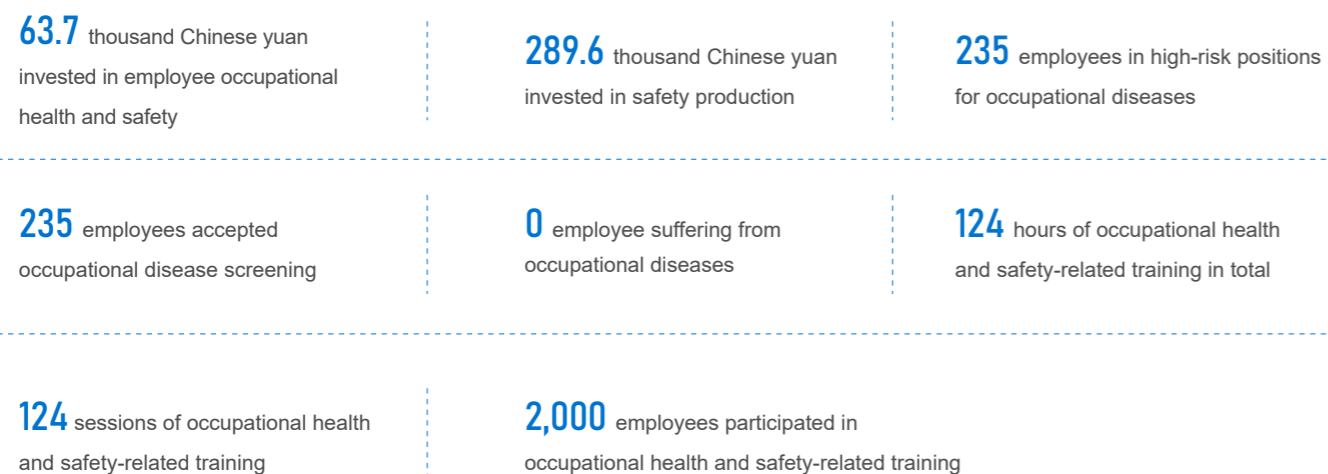 63.7 thousand Chinese yuan
invested in employee occupational
health and safety
289.6 thousand Chinese yuan
invested in safety production
235 employees in high-risk positions
for occupational diseases
235 employees accepted
occupational disease screening
0 employee suffering from
occupational diseases
124 hours of occupational health
and safety-related training in total
124 sessions of occupational health
and safety-related training
2,000 employees participated in
occupational health and safety-related training